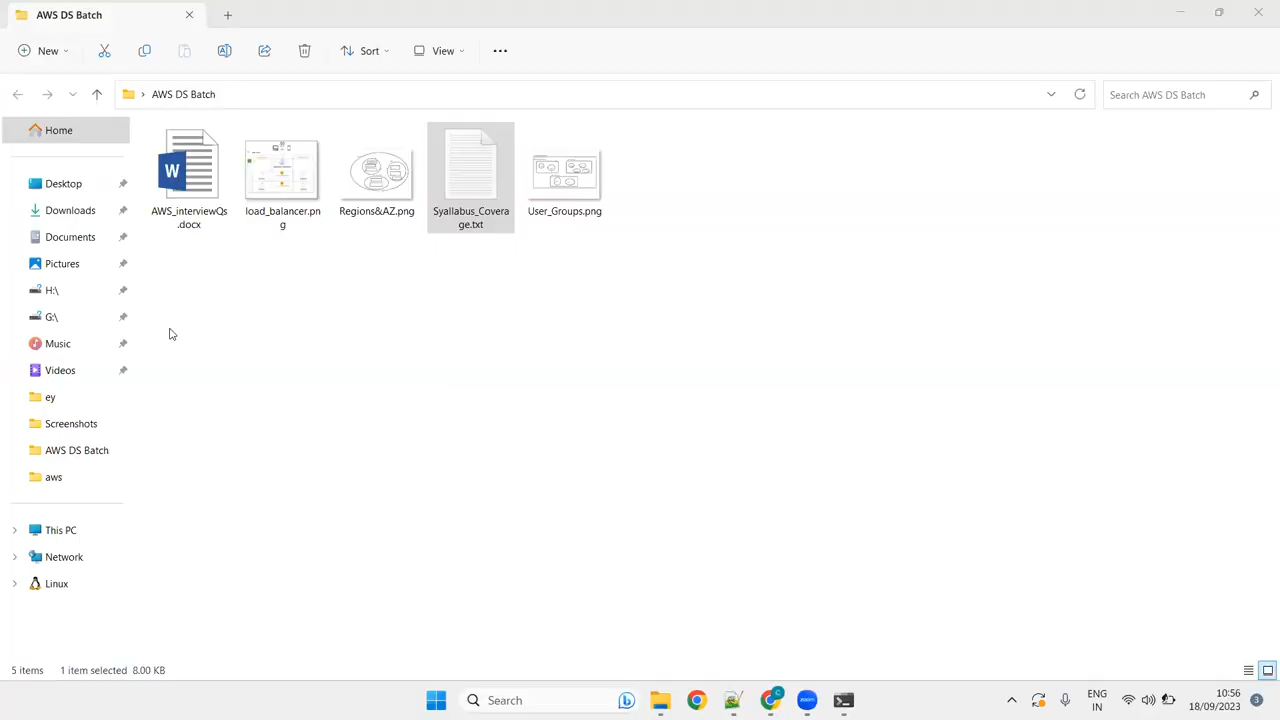 AWS DS Batch
New
Sort
View
AWS DS Batch
Search AWS DS Batch
Home
Desktop
Downloads
Documents
Pictures
H:\
G:\
Music
Videos
ey
Screenshots
AWS DS Batch
aws
This PC
Network
Linux
W
AWS_interviewQs
.docx
load_balancer.pn
g
Regions&AZ.png
Syallabus_Covera
ge.txt
User_Groups.png
5 items
1 item selected 8.00 KB
Search
C
zoom
ENG
IN
10:56
18/09/2023
3